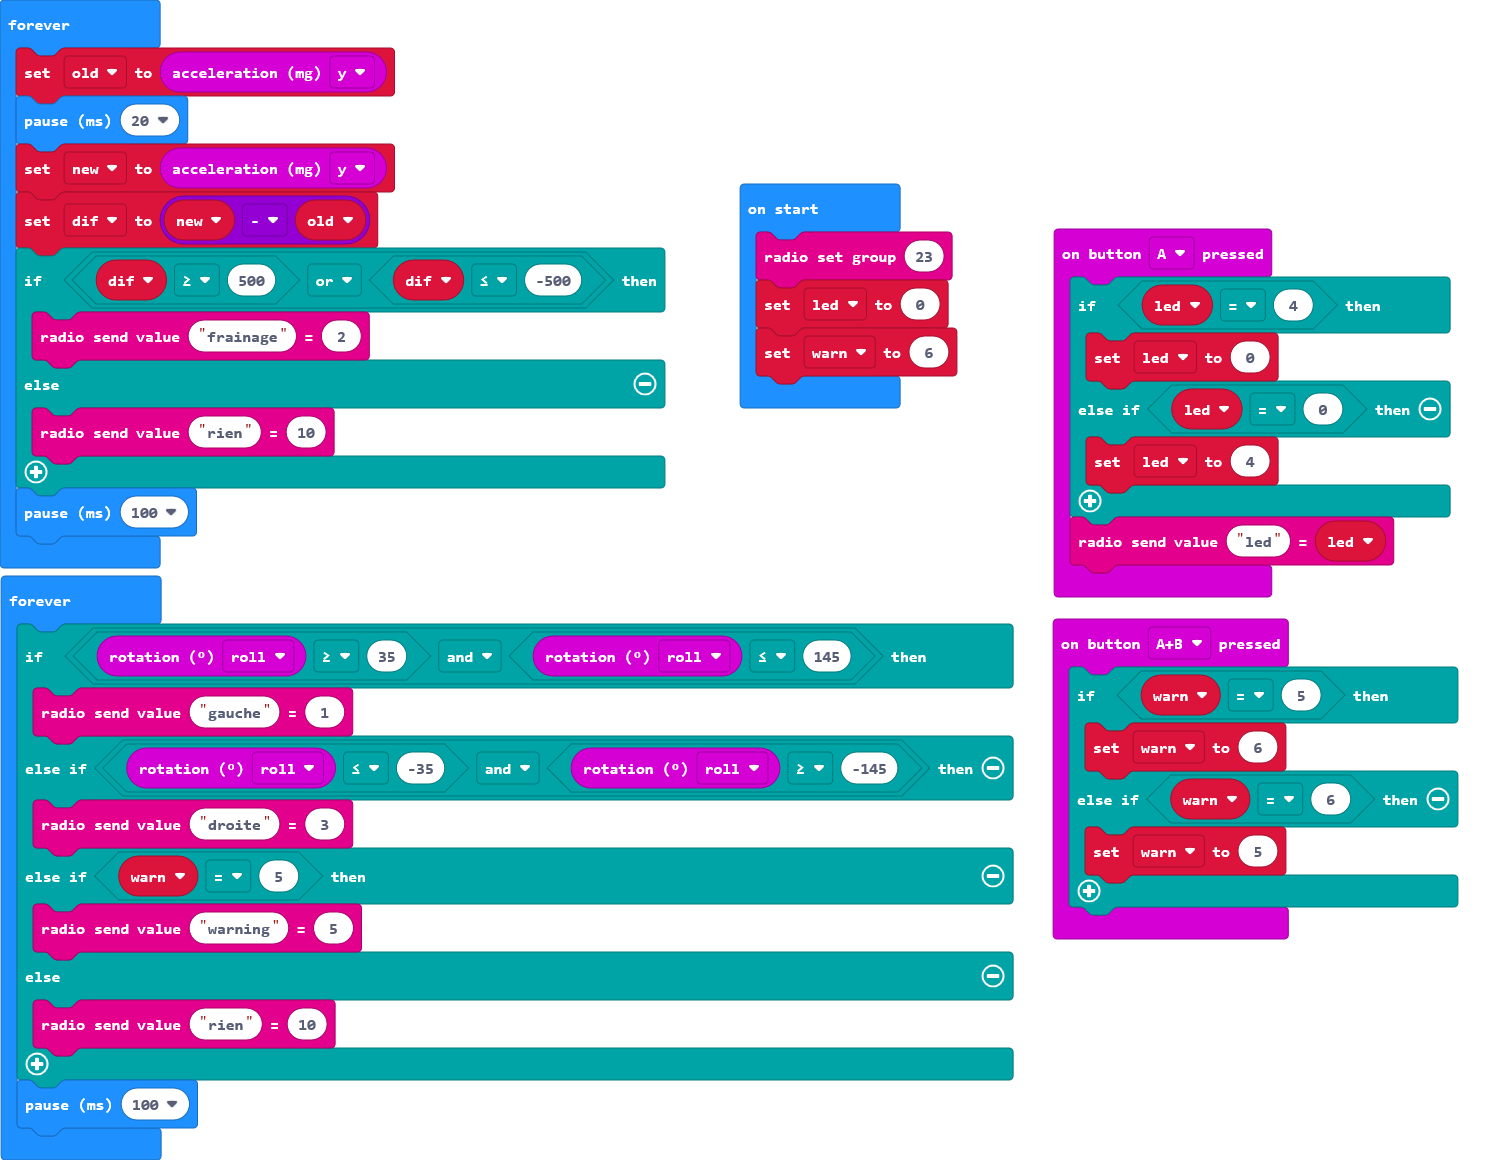 forever
set old to acceleration (mg) y
pause (ms) 20
set new to acceleration (mg) y
set dif to new - old
if dif ≥ 500 or dif ≤ -500 then
radio send value "frainage" = 2
else
radio send value "rien" = 10
pause (ms) 100
forever
if rotation (º) roll ≥ 35 and rotation (º) roll ≤ 145 then
radio send value "gauche" = 1
else if rotation (º) roll ≤ -35 and rotation (º) roll ≥ -145 then
radio send value "droite" = 3
else if warn = 5 then
radio send value "warning" = 5
else
radio send value "rien" = 10
pause (ms) 100
on start
radio set group 23
set led to 0
set warn to 6
on button A pressed
if led = 4 then
set led to 0
else if led = 0 then
set led to 4
radio send value "led" = led
on button A+B pressed
if warn = 5 then
set warn to 6
else if warn = 6 then
set warn to 5